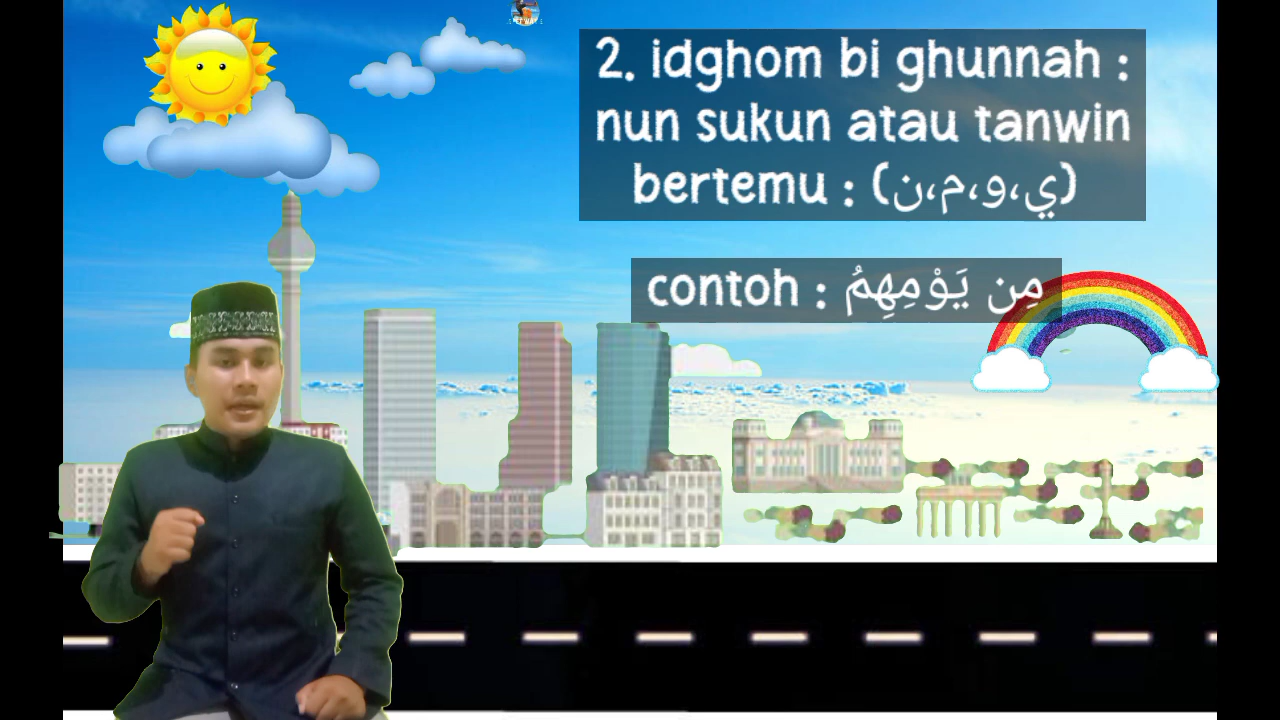 2. idghom bi ghunnah :
nun sukun atau tanwin
bertemu : (ي،و،م،ن)
contoh : مِن يَوْمِهِمُ